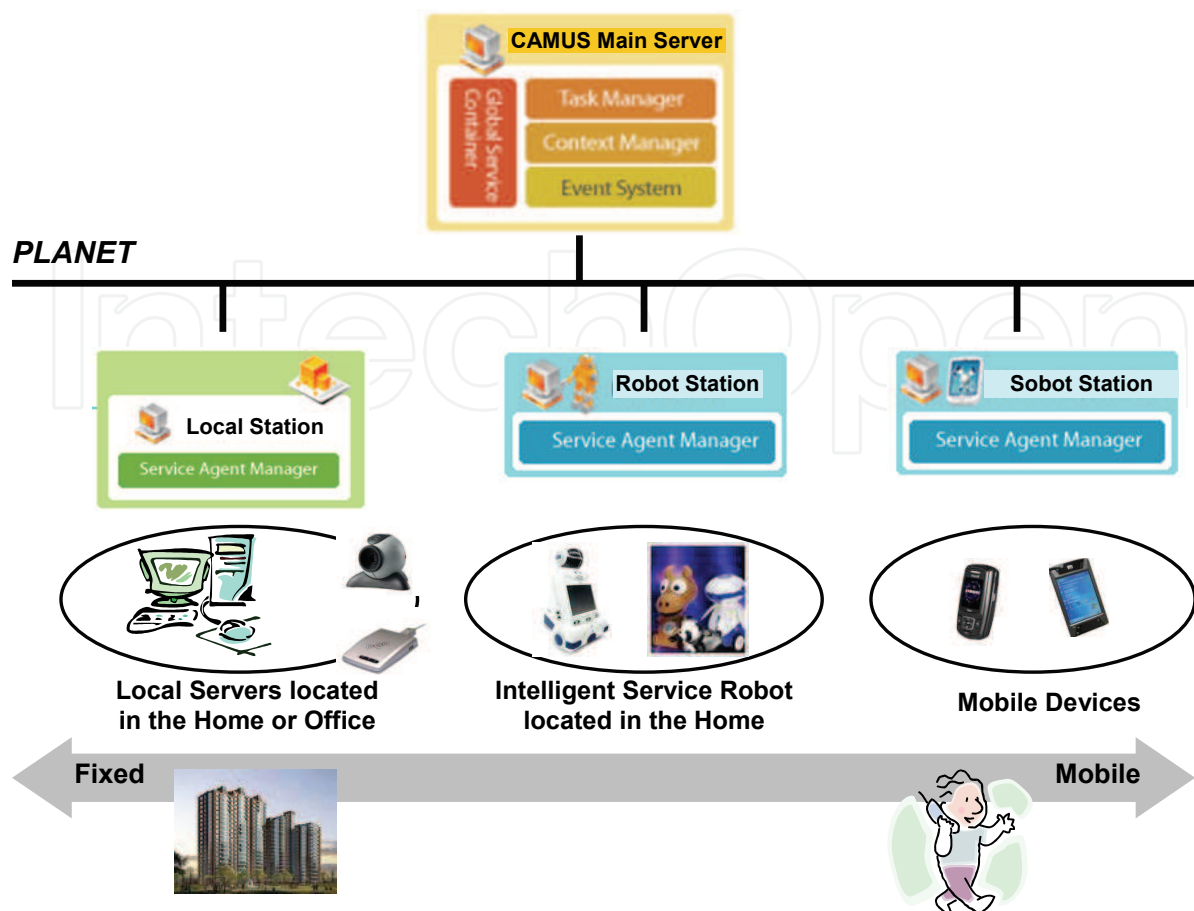 CAMUS Main Server
Global Service
Container
Task Manager
Context Manager
Event System
PLANET
IntechOpen
Local Station
Service Agent Manager
Robot Station
Service Agent Manager
Sobot Station
Service Agent Manager
Local Servers located
in the Home or Office
Intelligent Service Robot
located in the Home
Mobile Devices
Fixed
Mobile